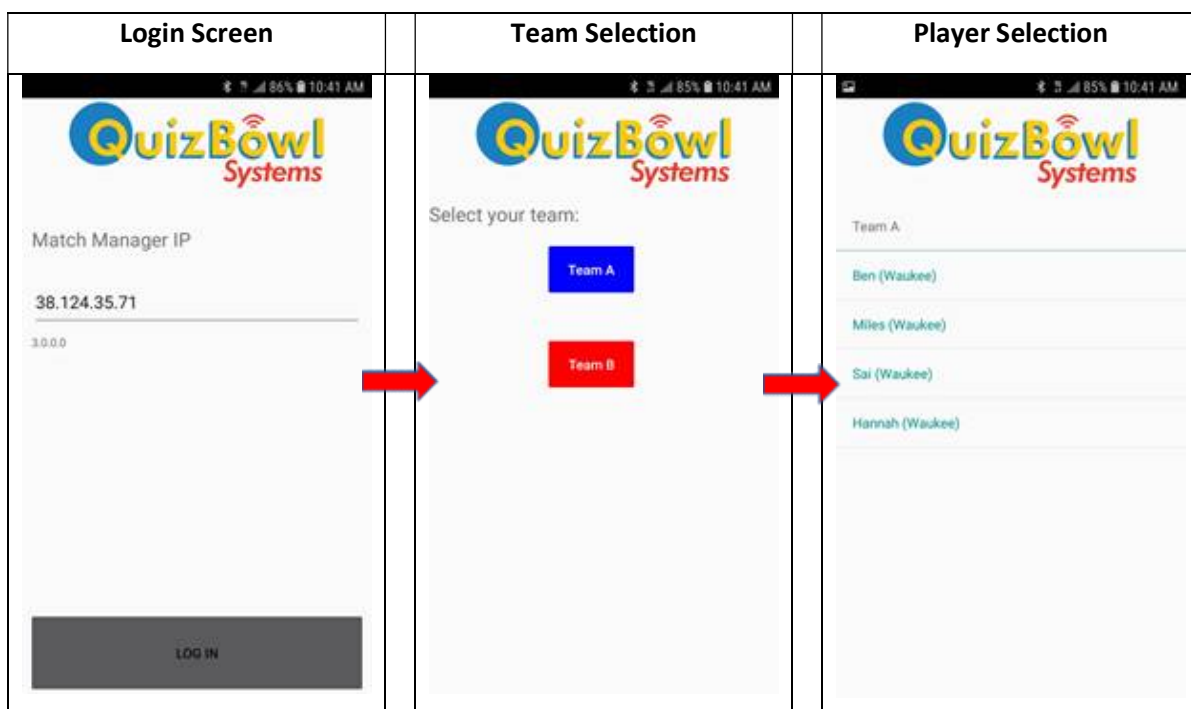 Login Screen
Team Selection
Player Selection
86% 10:41 AM
QuizBowl
Systems
Match Manager IP
38.124.35.71
3.0.0.0
LOG IN
85% 10:41 AM
QuizBowl
Systems
Select your team:
Team A
Team B
85% 10:41 AM
QuizBowl
Systems
Team A
Ben (Waukee)
Miles (Waukee)
Sai (Waukee)
Hannah (Waukee)